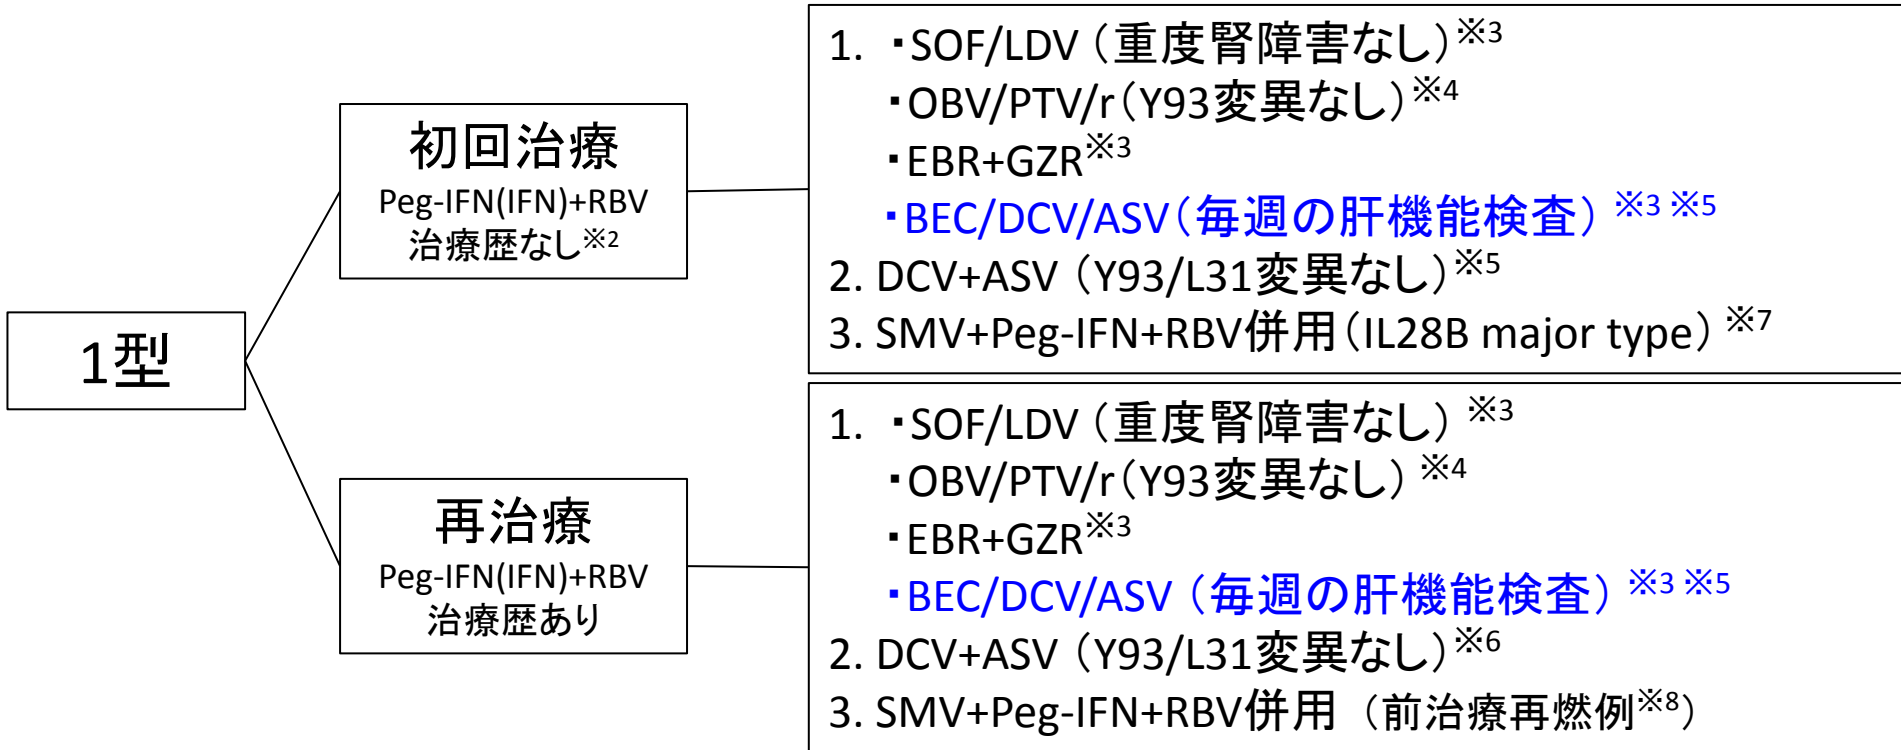 1型
初回治療
Peg-IFN(IFN)+RBV
治療歴なし※2
1. ・SOF/LDV（重度腎障害なし）※3
・OBV/PTV/r（Y93変異なし）※4
・EBR+GZR※3
・BEC/DCV/ASV（毎週の肝機能検査）※3 ※5
2. DCV+ASV（Y93/L31変異なし）※5
3. SMV+Peg-IFN+RBV併用（IL28B major type）※7
再治療
Peg-IFN(IFN)+RBV
治療歴あり
1. ・SOF/LDV（重度腎障害なし）※3
・OBV/PTV/r（Y93変異なし）※4
・EBR+GZR※3
・BEC/DCV/ASV（毎週の肝機能検査）※3 ※5
2. DCV+ASV（Y93/L31変異なし）※6
3. SMV+Peg-IFN+RBV併用（前治療再燃例※8）